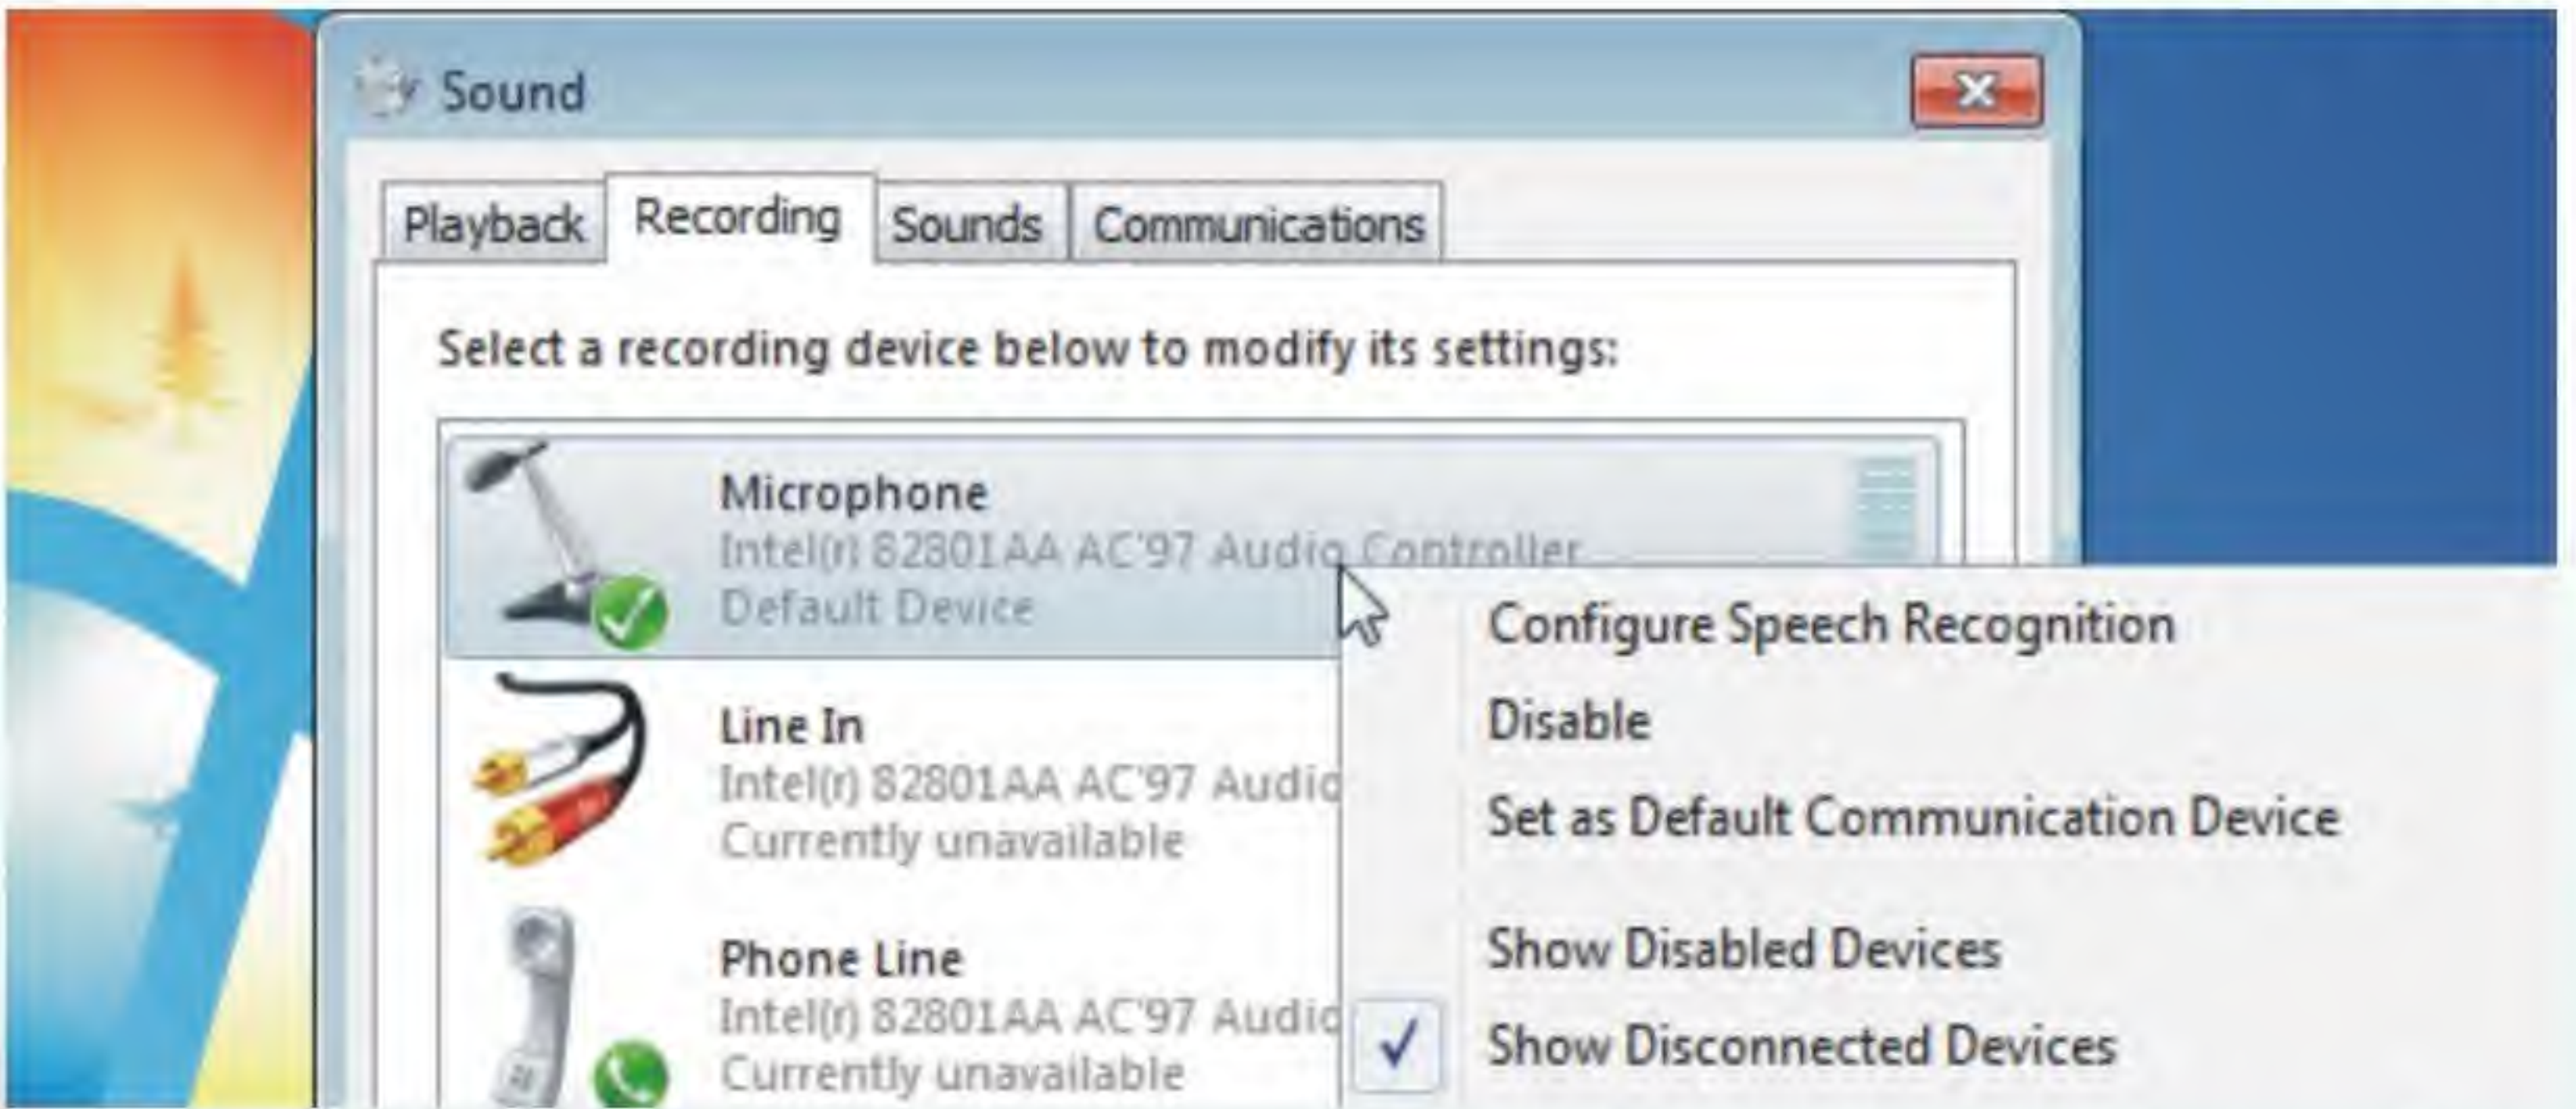 Sound
Playback
Recording
Sounds
Communications
Select a recording device below to modify its settings:
Microphone
Intel(r) 82801AA AC'97 Audio Controller
Default Device
Line In
Intel(r) 82801AA AC'97 Audio
Currently unavailable
Phone Line
Intel(r) 82801AA AC'97 Audio
Currently unavailable
Configure Speech Recognition
Disable
Set as Default Communication Device
Show Disabled Devices
Show Disconnected Devices